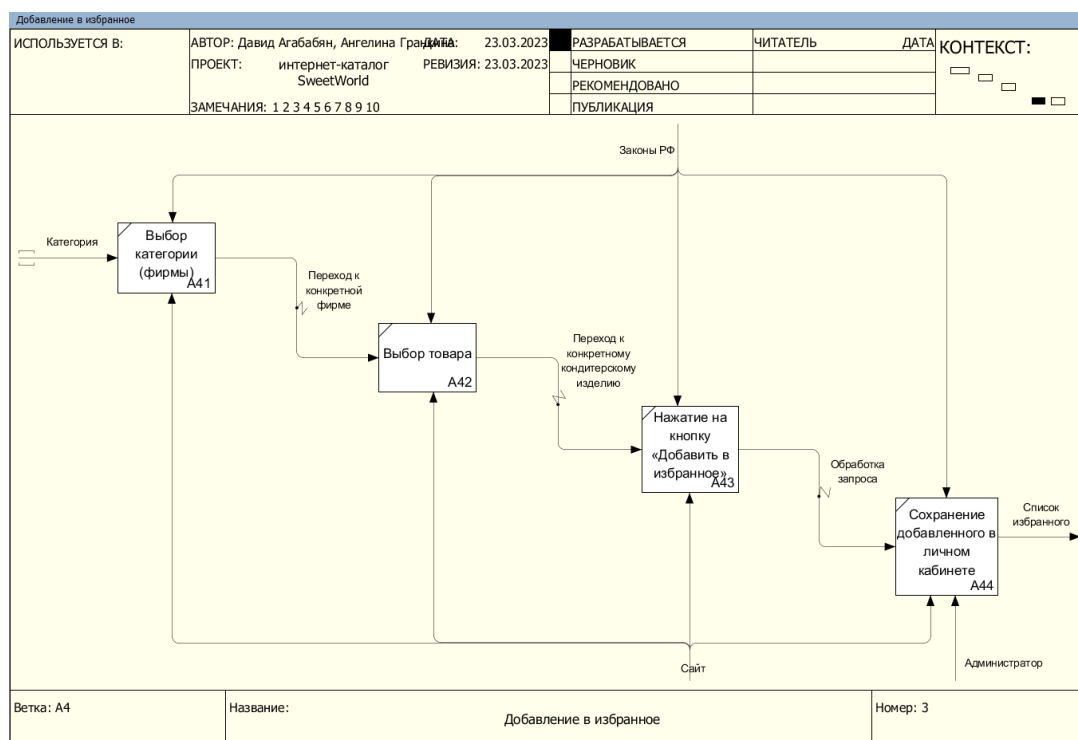 Добавление в избранное
ИСПОЛЬЗУЕТСЯ В:
АВТОР: Давид Агабабян, Ангелина Гранкина
ДАТА: 23.03.2023
ПРОЕКТ: интернет-каталог
SweetWorld
РЕВИЗИЯ: 23.03.2023
ЗАМЕЧАНИЯ: 1 2 3 4 5 6 7 8 9 10
РАЗРАБАТЫВАЕТСЯ
ЧЕРНОВИК
РЕКОМЕНДОВАНО
ПУБЛИКАЦИЯ
ЧИТАТЕЛЬ
ДАТА
КОНТЕКСТ:
Законы РФ
Категория
Выбор
категории
(фирмы)
A41
Переход к
конкретной
фирме
Выбор товара
A42
Переход к
конкретному
кондитерскому
изделию
Нажатие на
кнопку
«Добавить в
избранное»
A43
Обработка
запроса
Сохранение
добавленного в
личном
кабинете
A44
Список
избранного
Сайт
Администратор
Ветка: A4
Название:
Добавление в избранное
Номер: 3